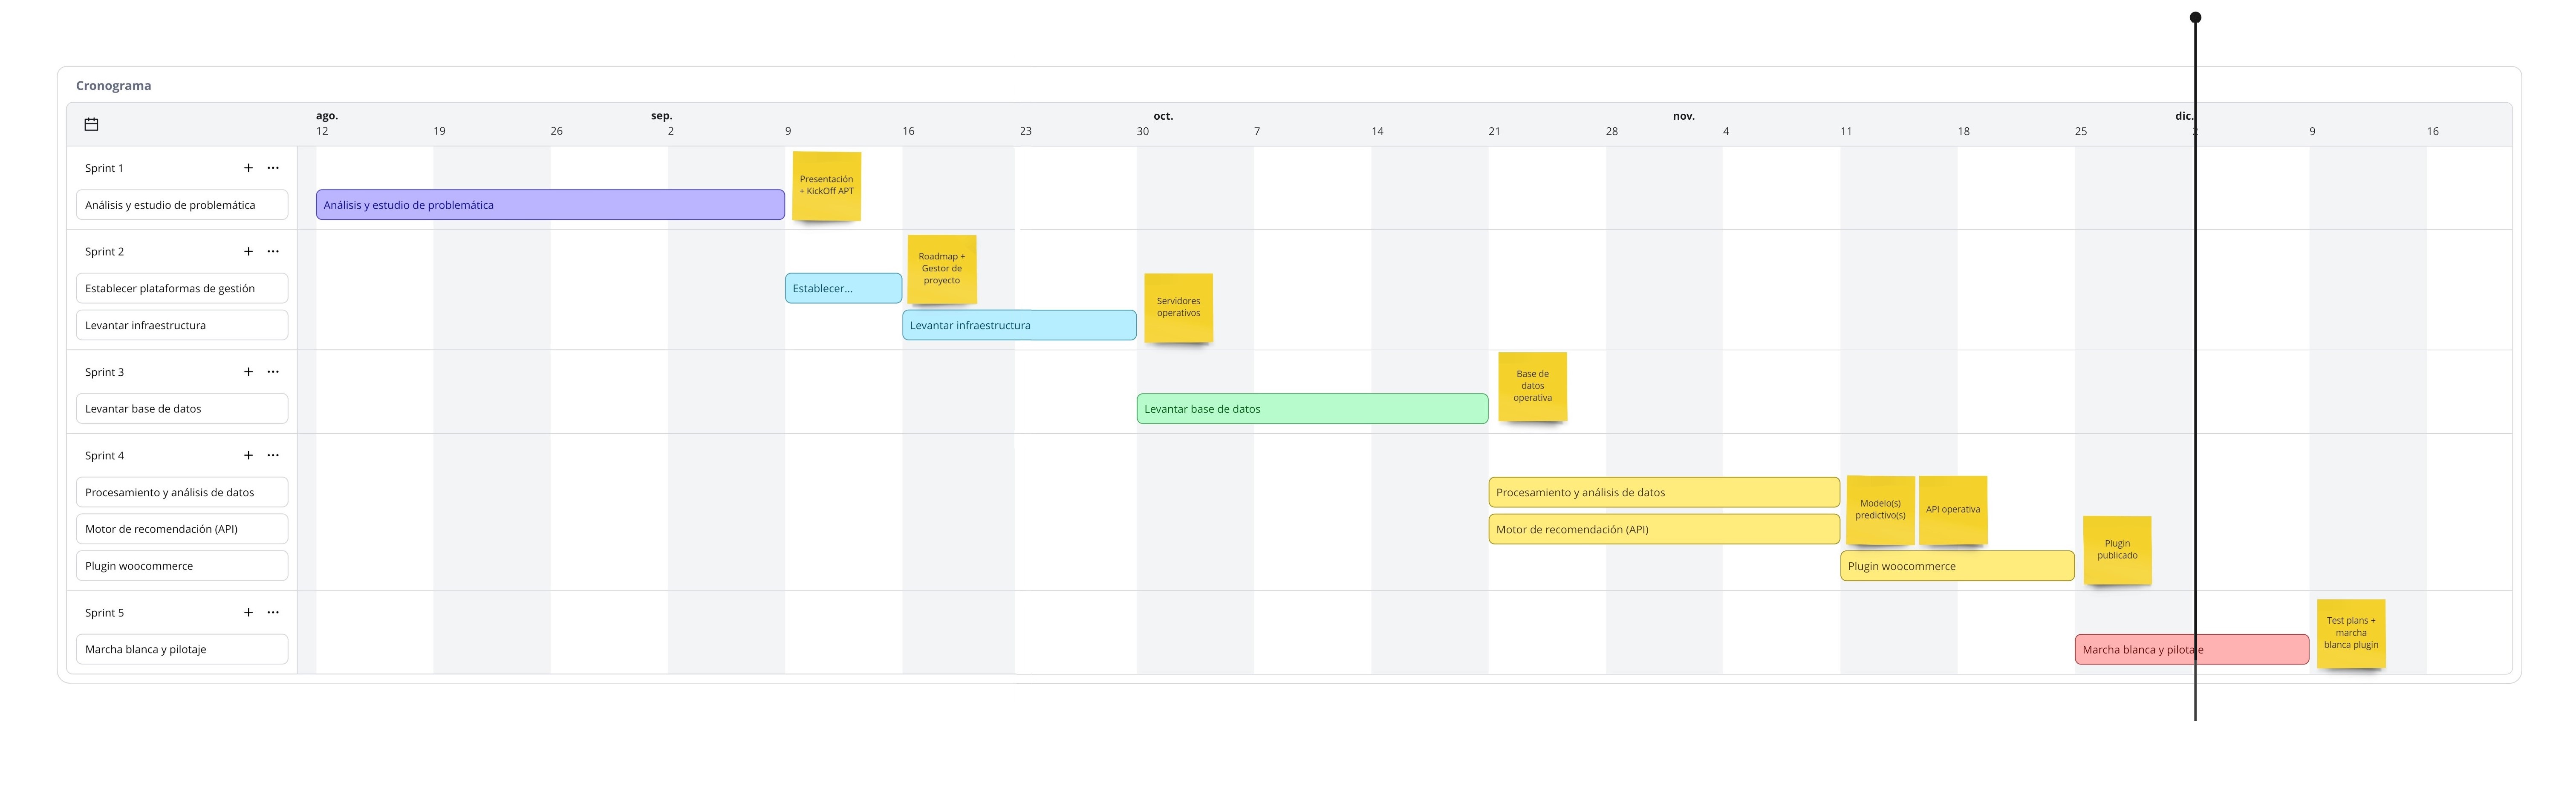 Cronograma
ago. sep. oct. nov. dic.
12 19 26 2 9 16 23 30 7 14 21 28 4 11 18 25 2 9 16
Sprint 1
Presentación
+ KickOff APT
Análisis y estudio de problemática
Análisis y estudio de problemática
Sprint 2
Roadmap +
Gestor de
proyecto
Establecer plataformas de gestión
Establecer...
Servidores
operativos
Levantar infraestructura
Levantar infraestructura
Sprint 3
Base de
datos
operativa
Levantar base de datos
Levantar base de datos
Sprint 4
Procesamiento y análisis de datos
Procesamiento y análisis de datos
Modelo(s)
predictivo(s)
API operativa
Motor de recomendación (API)
Motor de recomendación (API)
Plugin
publicado
Plugin woocommerce
Plugin woocommerce
Sprint 5
Test plans +
marcha
blanca plugin
Marcha blanca y pilotaje
Marcha blanca y pilotaje